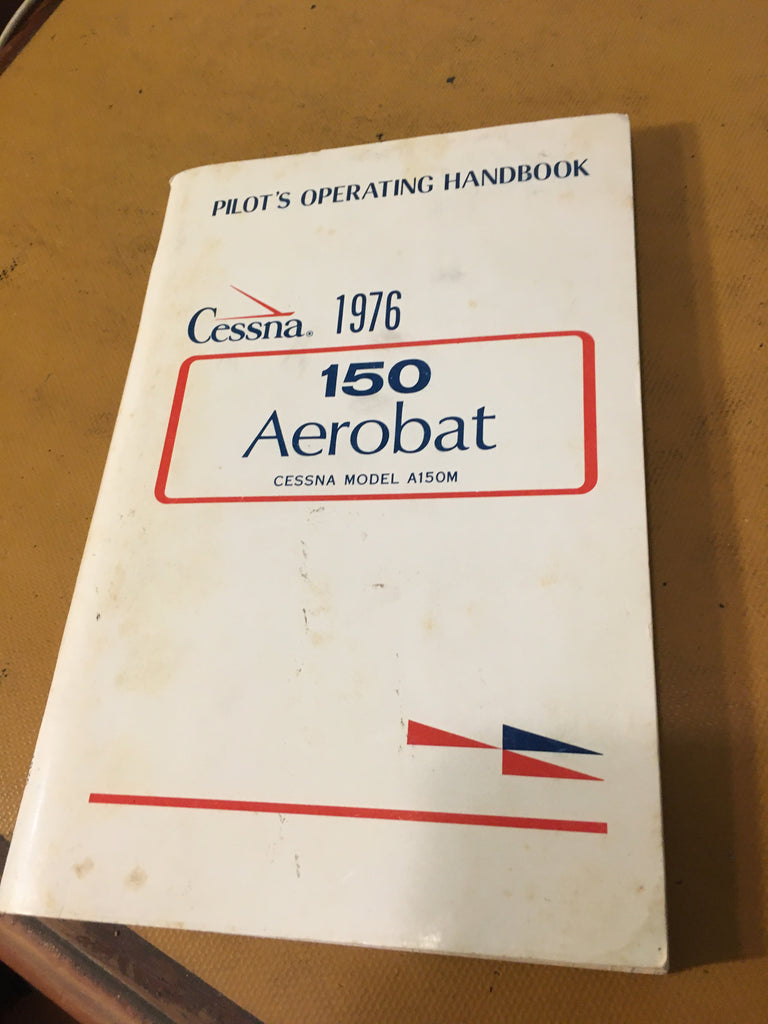 PILOT'S OPERATING HANDBOOK
Cessna® 1976
150
Aerobat
CESSNA MODEL A150M